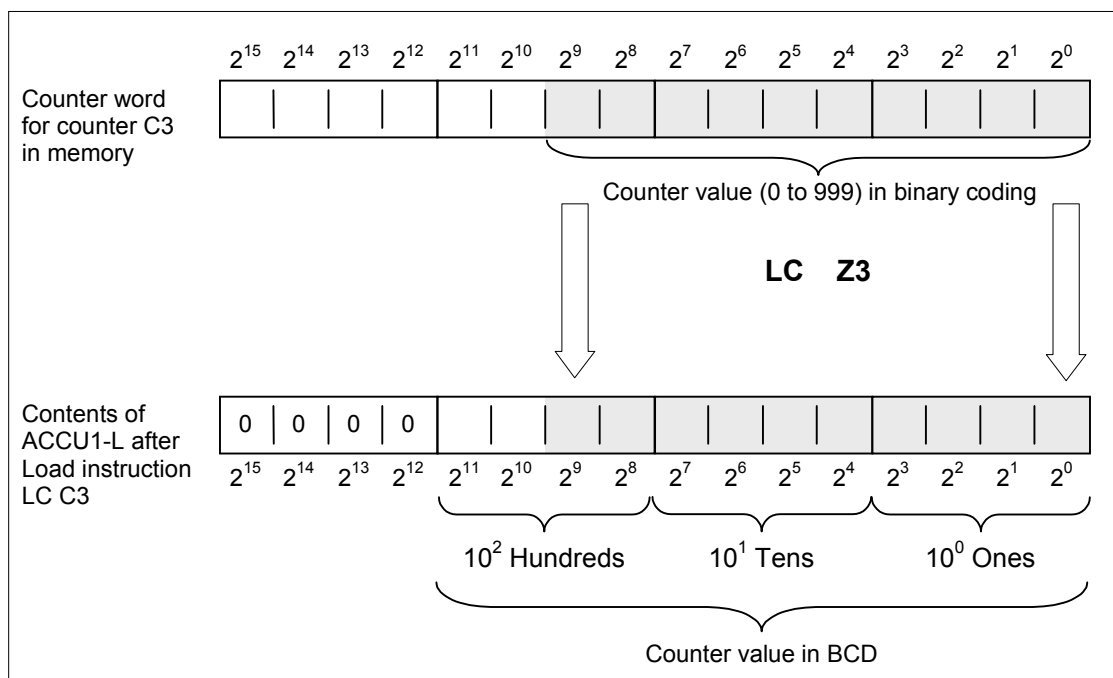 2^15 2^14 2^13 2^12 2^11 2^10 2^9 2^8 2^7 2^6 2^5 2^4 2^3 2^2 2^1 2^0
Counter word
for counter C3
in memory
Counter value (0 to 999) in binary coding
LC Z3
Contents of
ACCU1-L after
Load instruction
LC C3
0 0 0 0
2^15 2^14 2^13 2^12 2^11 2^10 2^9 2^8 2^7 2^6 2^5 2^4 2^3 2^2 2^1 2^0
10^2 Hundreds 10^1 Tens 10^0 Ones
Counter value in BCD